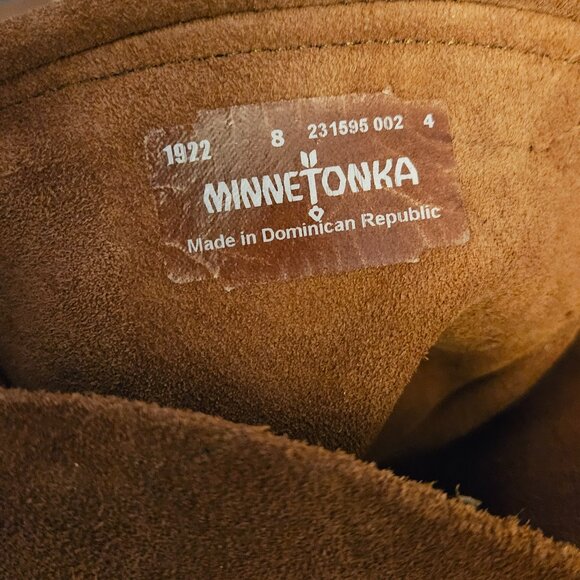 1922 8 231595 002 4
MINNETONKA
Made in Dominican Republic